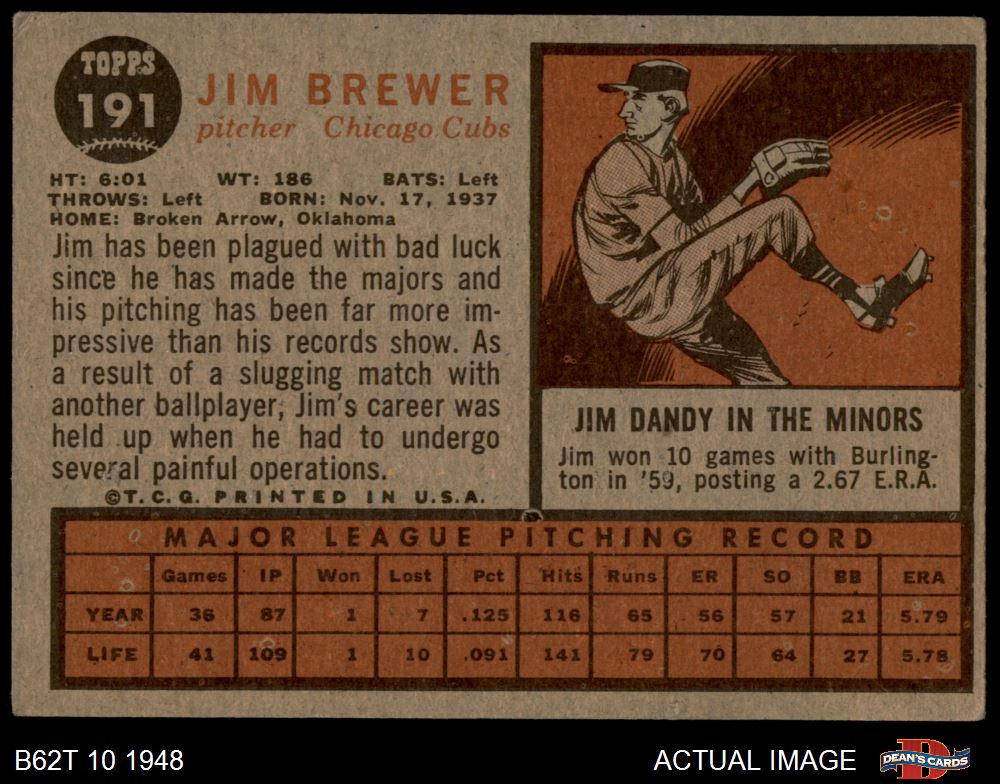 TOPPS
191
JIM BREWER
pitcher Chicago Cubs
HT: 6:01 WT: 186 BATS: Left
THROWS: Left BORN: Nov. 17, 1937
HOME: Broken Arrow, Oklahoma
Jim has been plagued with bad luck
since he has made the majors and
his pitching has been far more im-
pressive than his records show. As
a result of a slugging match with
another ballplayer, Jim's career was
held up when he had to undergo
several painful operations.
©T.C.G. PRINTED IN U.S.A.
JIM DANDY IN THE MINORS
Jim won 10 games with Burling-
ton in '59, posting a 2.67 E.R.A.
MAJOR LEAGUE PITCHING RECORD
Games IP Won Lost Pct Hits Runs ER SO BB ERA
YEAR 36 87 1 7 .125 116 65 56 57 21 5.79
LIFE 41 109 1 10 .091 141 79 70 64 27 5.78
B62T 10 1948
ACTUAL IMAGE
DEAN'S CARDS